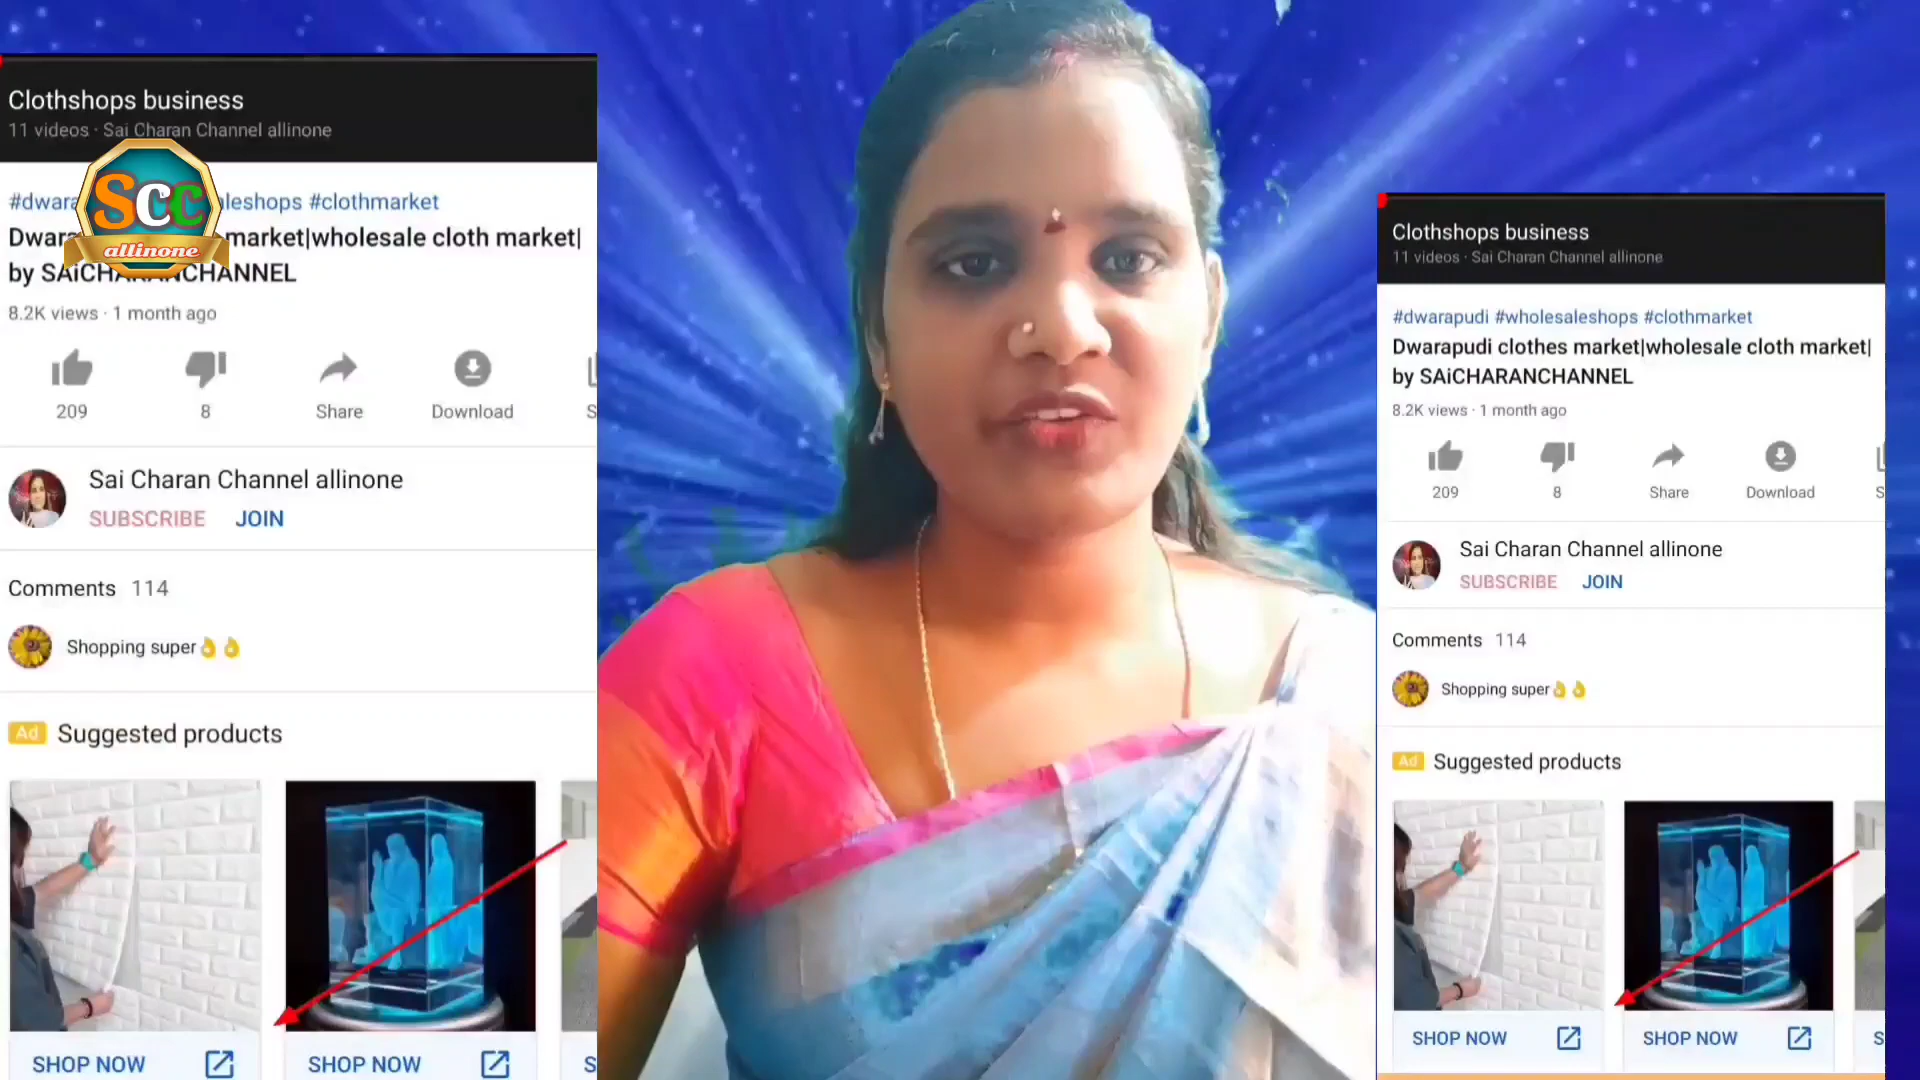 Clothshops business
11 videos · Sai Charan Channel allinone
Scc
allinone
#dwara leshops #clothmarket
Dwar market|wholesale cloth market|
by SAiCHARANCHANNEL
8.2K views · 1 month ago
209
8
Share
Download
S
Sai Charan Channel allinone
SUBSCRIBE JOIN
Comments 114
Shopping super👌👌
Ad Suggested products
SHOP NOW
SHOP NOW
S
Clothshops business
11 videos · Sai Charan Channel allinone
#dwarapudi #wholesaleshops #clothmarket
Dwarapudi clothes market|wholesale cloth market|
by SAiCHARANCHANNEL
8.2K views · 1 month ago
209
8
Share
Download
S
Sai Charan Channel allinone
SUBSCRIBE JOIN
Comments 114
Shopping super👌👌
Ad Suggested products
SHOP NOW
SHOP NOW
S